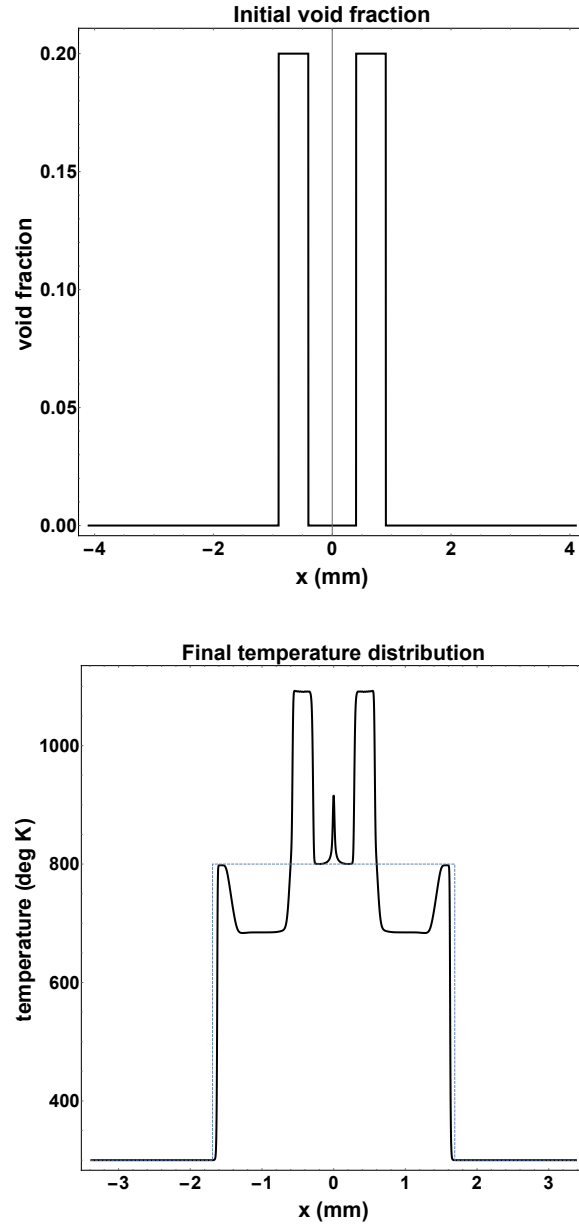 Initial void fraction
0.20
0.15
0.10
0.05
0.00
void fraction
−4 −2 0 2 4
x (mm)
Final temperature distribution
1000
800
600
400
temperature (deg K)
−3 −2 −1 0 1 2 3
x (mm)